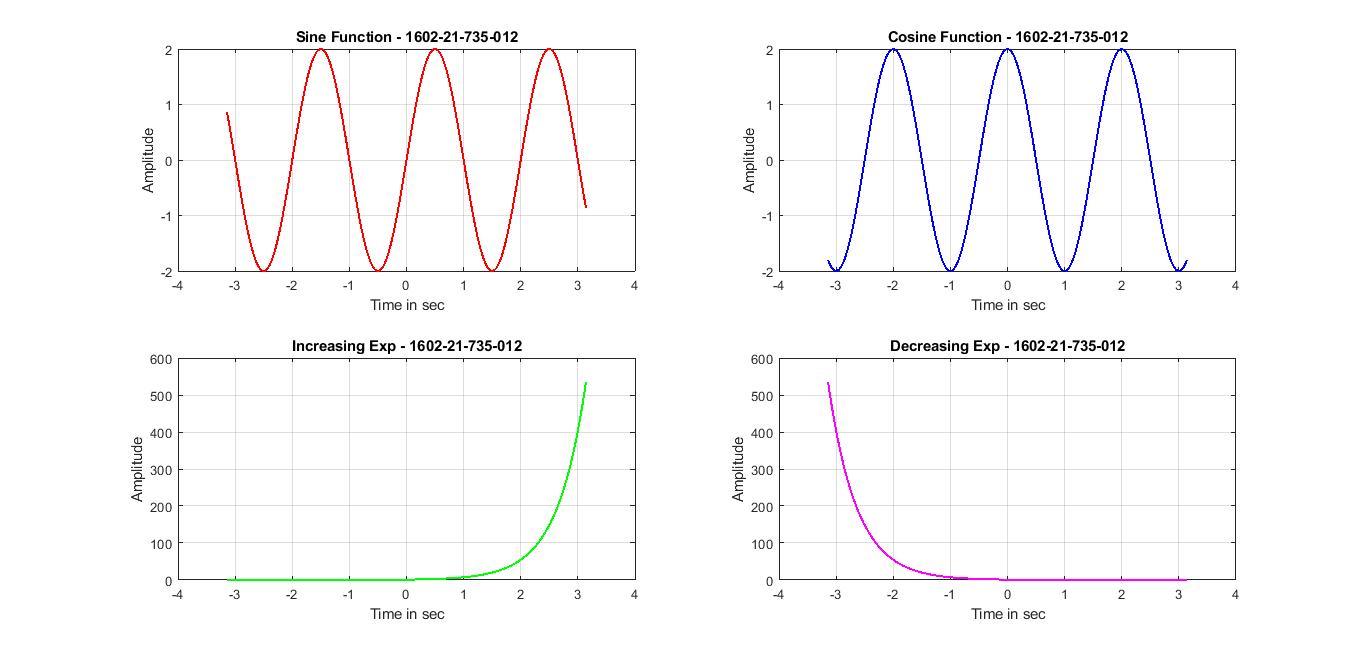 Sine Function - 1602-21-735-012
2
1
0
-1
-2
Amplitude
-4 -3 -2 -1 0 1 2 3 4
Time in sec
Cosine Function - 1602-21-735-012
2
1
0
-1
-2
Amplitude
-4 -3 -2 -1 0 1 2 3 4
Time in sec
Increasing Exp - 1602-21-735-012
600
500
400
300
200
100
0
Amplitude
-4 -3 -2 -1 0 1 2 3 4
Time in sec
Decreasing Exp - 1602-21-735-012
600
500
400
300
200
100
0
Amplitude
-4 -3 -2 -1 0 1 2 3 4
Time in sec